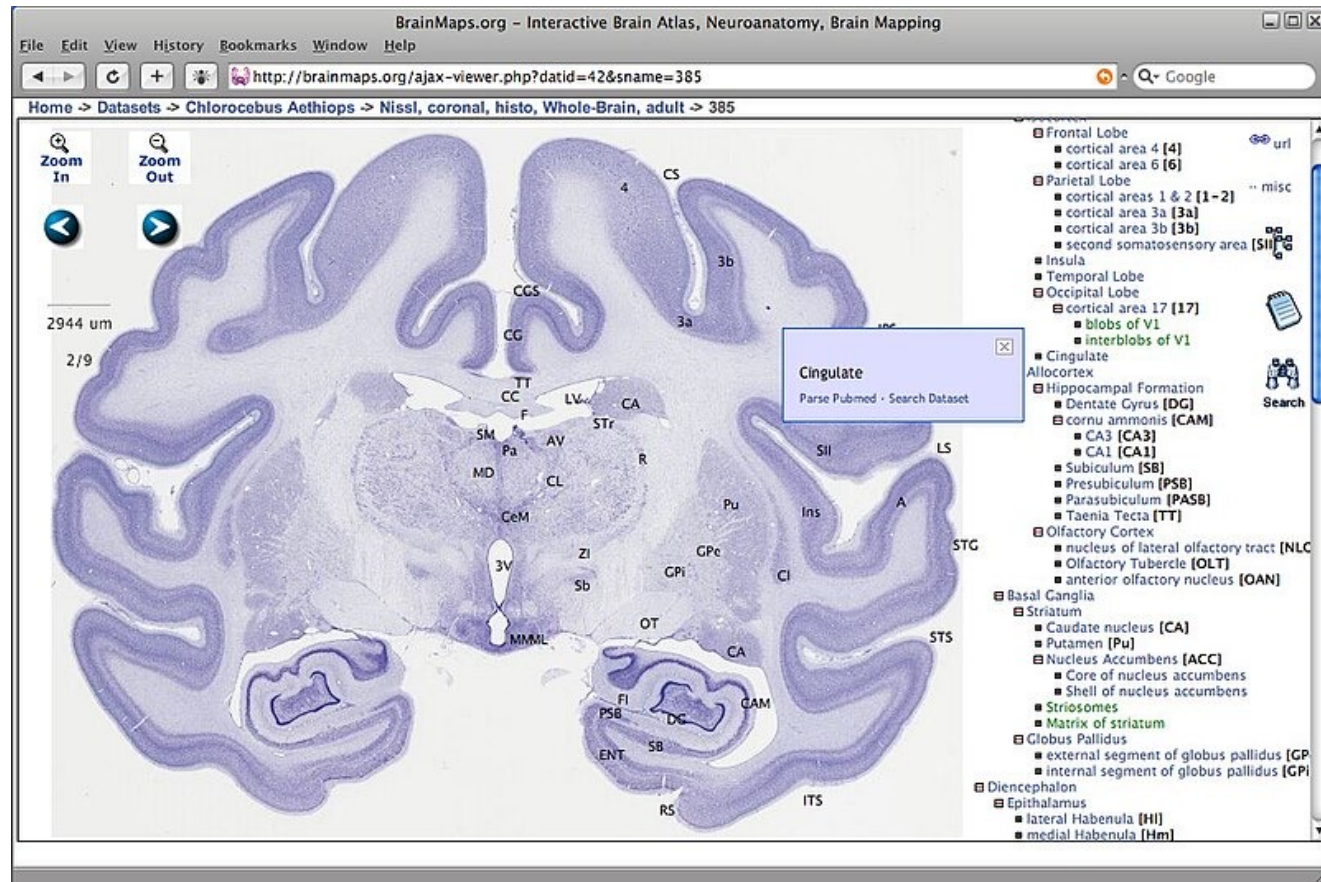 BrainMaps.org – Interactive Brain Atlas, Neuroanatomy, Brain Mapping
File Edit View History Bookmarks Window Help
http://brainmaps.org/ajax-viewer.php?datid=42&sname=385
Google
Home -> Datasets -> Chlorocebus Aethiops -> Nissl, coronal, histo, Whole-Brain, adult -> 385
Zoom In
Zoom Out
2944 um
2/9
4
CS
3b
CGS
3a
CG
TT
CC
LV
CA
F
STr
SM
AV
Pa
R
MD
CL
SII
LS
Pu
Ins
A
CeM
STG
3V
ZI
GPe
Sb
GPi
Cl
OT
MMML
CA
STS
FI
CAM
PSB
DG
SB
ENT
RS
ITS
Cingulate
Parse Pubmed - Search Dataset
Frontal Lobe
cortical area 4 [4]
cortical area 6 [6]
Parietal Lobe
cortical areas 1 & 2 [1-2]
cortical area 3a [3a]
cortical area 3b [3b]
second somatosensory area [SII
Insula
Temporal Lobe
Occipital Lobe
cortical area 17 [17]
blobs of V1
interblobs of V1
Cingulate
Allocortex
Hippocampal Formation
Dentate Gyrus [DG]
cornu ammonis [CAM]
CA3 [CA3]
CA1 [CA1]
Subiculum [SB]
Presubiculum [PSB]
Parasubiculum [PASB]
Taenia Tecta [TT]
Olfactory Cortex
nucleus of lateral olfactory tract [NLO
Olfactory Tubercle [OLT]
anterior olfactory nucleus [OAN]
Basal Ganglia
Striatum
Caudate nucleus [CA]
Putamen [Pu]
Nucleus Accumbens [ACC]
Core of nucleus accumbens
Shell of nucleus accumbens
Striosomes
Matrix of striatum
Globus Pallidus
external segment of globus pallidus [GP
internal segment of globus pallidus [GPi
Diencephalon
Epithalamus
lateral Habenula [Hl]
medial Habenula [Hm]
url
misc
Search